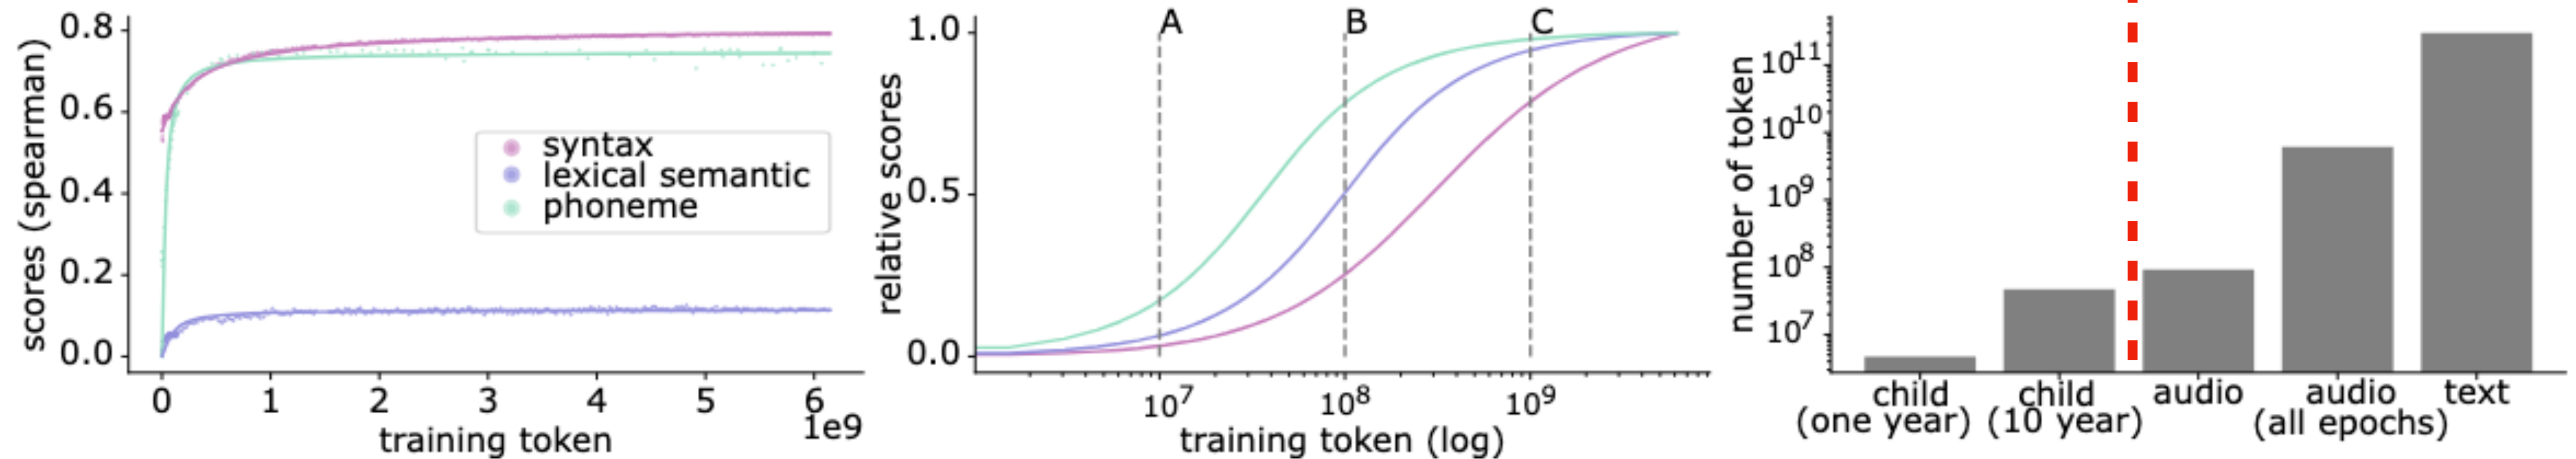 scores (spearman)
0.8
0.6
0.4
0.2
0.0
syntax
lexical semantic
phoneme
0 1 2 3 4 5 6
1e9
training token
relative scores
1.0
0.5
0.0
A B C
10⁷ 10⁸ 10⁹
training token (log)
number of token
10¹¹
10¹⁰
10⁹
10⁸
10⁷
child
(one year)
child
(10 year)
audio
audio
(all epochs)
text